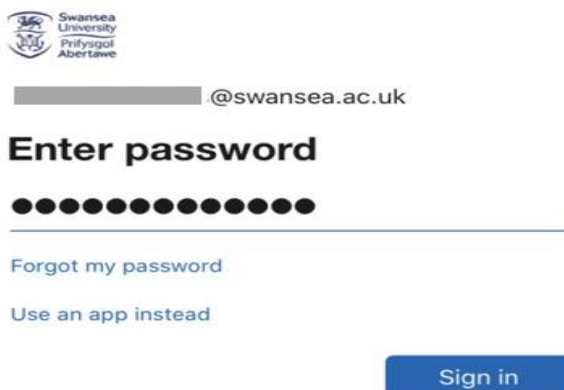 Swansea
University
Prifysgol
Abertawe
@swansea.ac.uk
Enter password
●●●●●●●●●●●●●
Forgot my password
Use an app instead
Sign in